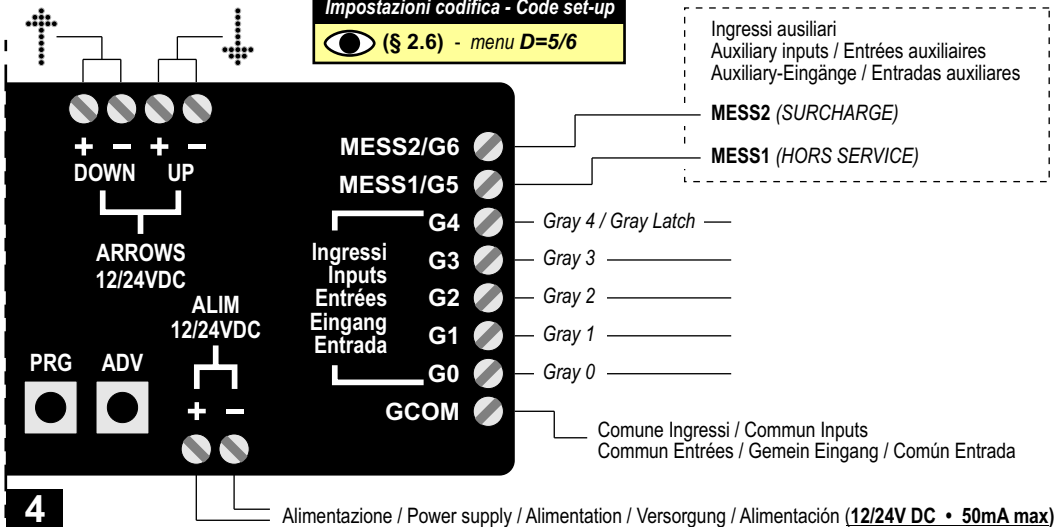 Impostazioni codifica - Code set-up
(§ 2.6) - menu D=5/6
Ingressi ausiliari
Auxiliary inputs / Entrées auxiliaires
Auxiliary-Eingänge / Entradas auxiliares
MESS2 (SURCHARGE)
MESS1 (HORS SERVICE)
+ − + −
DOWN UP
ARROWS
12/24VDC
ALIM
12/24VDC
PRG ADV
+ −
MESS2/G6
MESS1/G5
G4
G3
G2
G1
G0
GCOM
Ingressi
Inputs
Entrées
Eingang
Entrada
Gray 4 / Gray Latch
Gray 3
Gray 2
Gray 1
Gray 0
Comune Ingressi / Commun Inputs
Commun Entrées / Gemein Eingang / Común Entrada
4
Alimentazione / Power supply / Alimentation / Versorgung / Alimentación (12/24V DC • 50mA max)